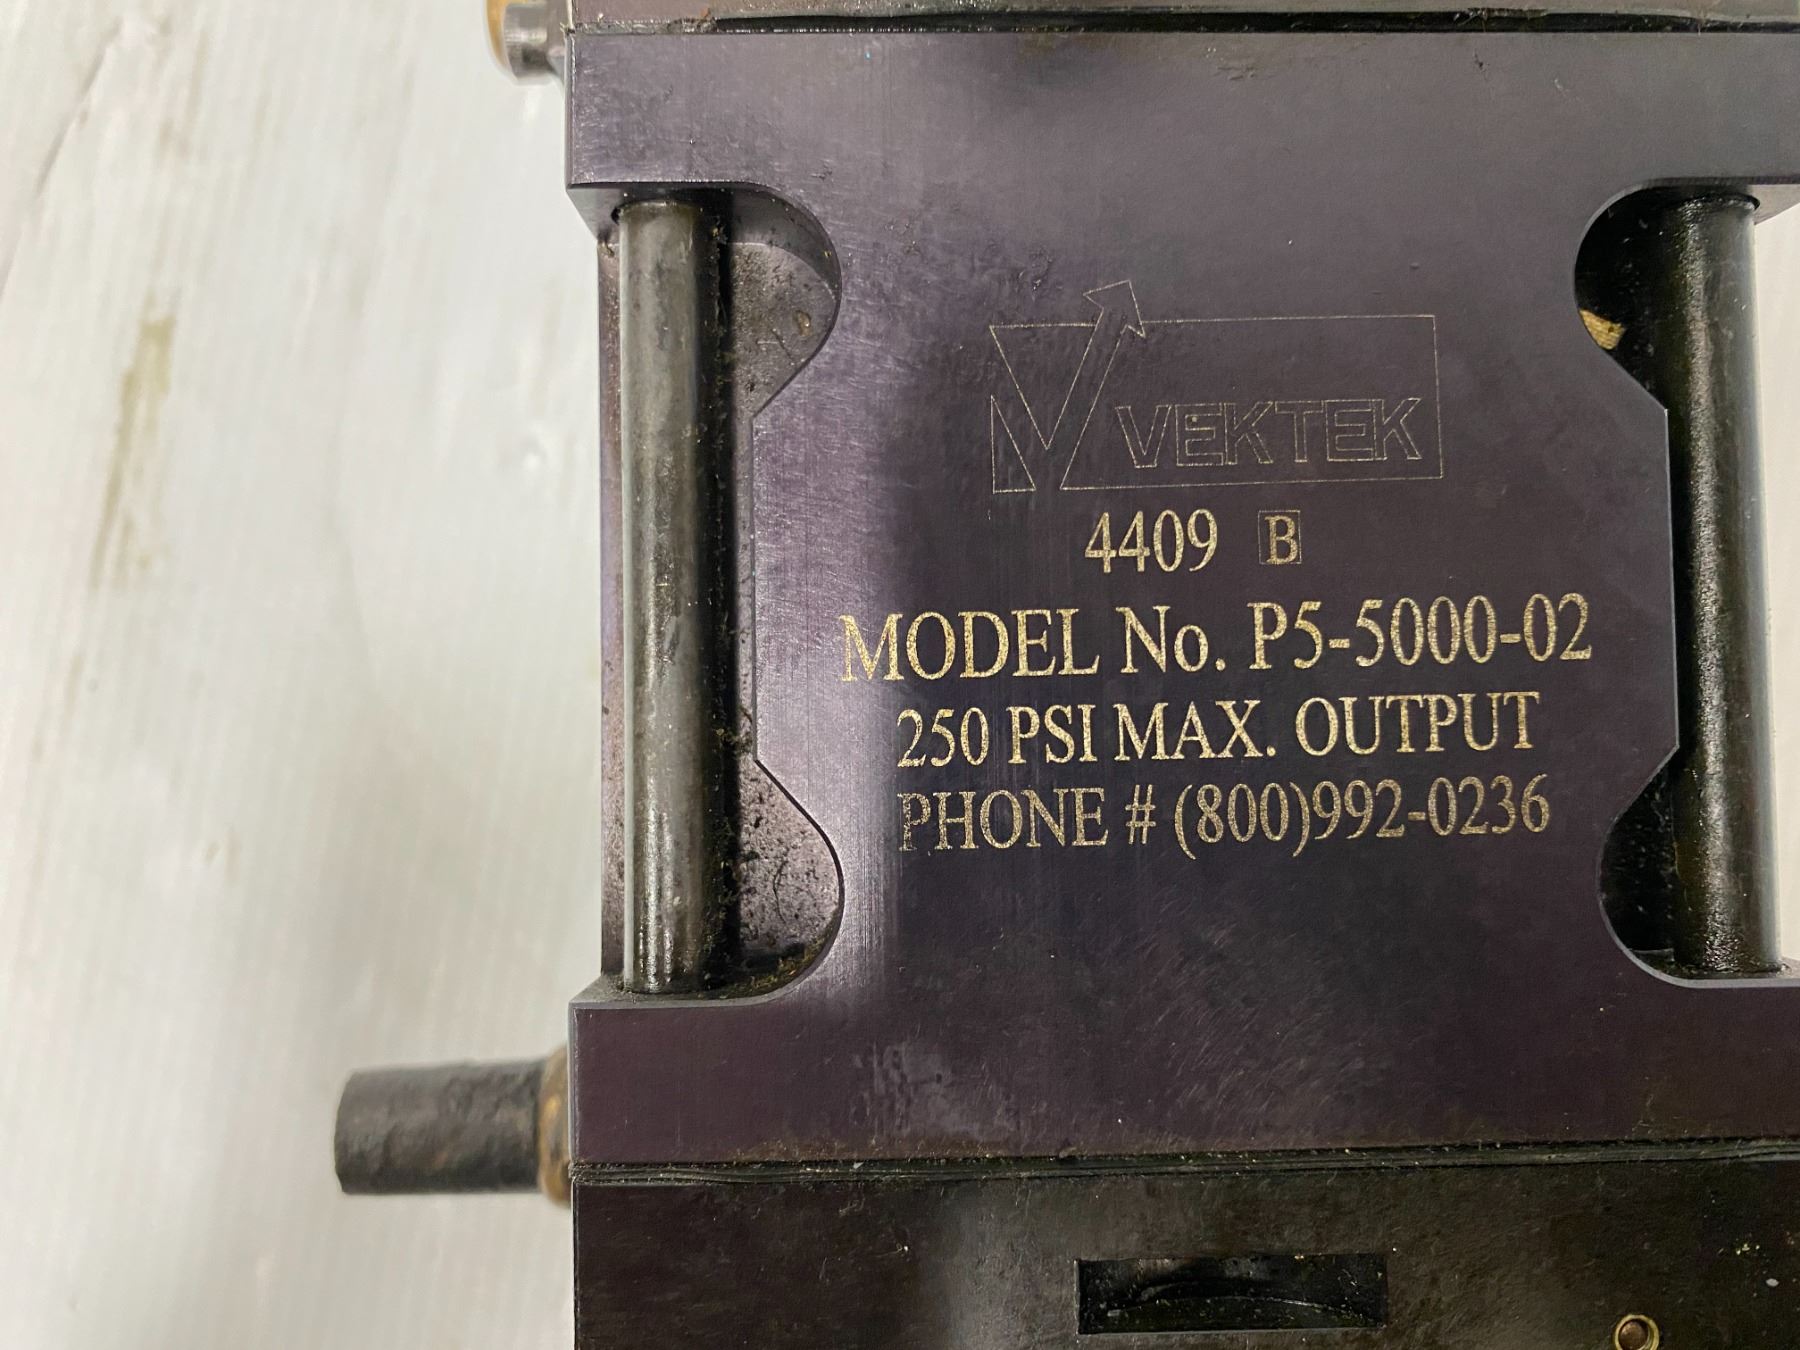 VEKTEK
4409 B
MODEL No. P5-5000-02
250 PSI MAX. OUTPUT
PHONE # (800)992-0236